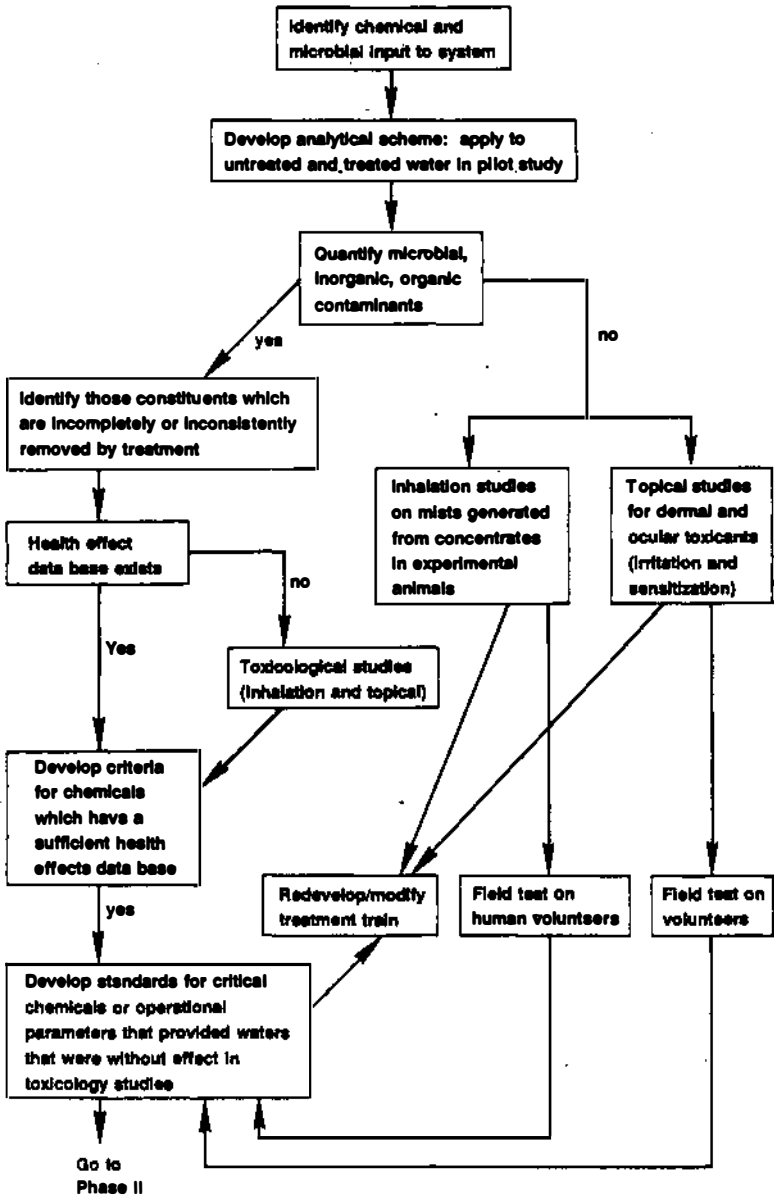 Identify chemical and
microbial input to system
Develop analytical scheme: apply to
untreated and treated water in pilot study
Quantify microbial,
inorganic, organic
contaminants
yes
no
Identify those constituents which
are incompletely or inconsistently
removed by treatment
Inhalation studies
on mists generated
from concentrates
in experimental
animals
Topical studies
for dermal and
ocular toxicants
(irritation and
sensitization)
Health effect
data base exists
no
Yes
Toxicological studies
(inhalation and topical)
Develop criteria
for chemicals
which have a
sufficient health
effects data base
yes
Redevelop/modify
treatment train
Field test on
human volunteers
Field test on
volunteers
Develop standards for critical
chemicals or operational
parameters that provided waters
that were without effect in
toxicology studies
Go to
Phase II